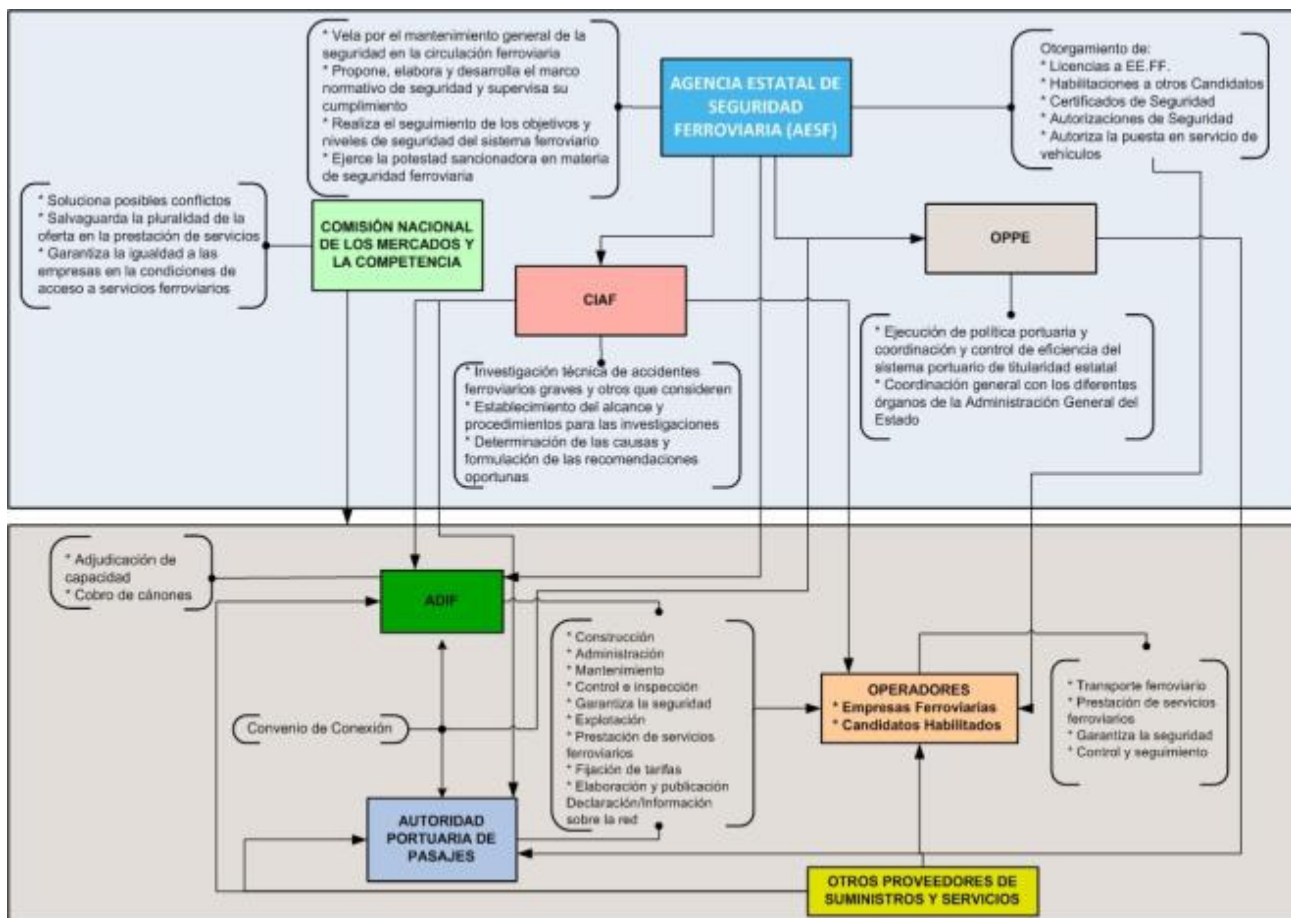 * Vela por el mantenimiento general de la
seguridad en la circulación ferroviaria
* Propone, elabora y desarrolla el marco
normativo de seguridad y supervisa su
cumplimiento
* Realiza el seguimiento de los objetivos y
niveles de seguridad del sistema ferroviario
* Ejerce la potestad sancionadora en materia
de seguridad ferroviaria
AGENCIA ESTATAL DE
SEGURIDAD
FERROVIARIA (AESF)
Otorgamiento de:
* Licencias a EE.FF.
* Habilitaciones a otros Candidatos
* Certificados de Seguridad
* Autorizaciones de Seguridad
* Autoriza la puesta en servicio de
vehículos
* Soluciona posibles conflictos
* Salvaguarda la pluralidad de la
oferta en la prestación de servicios
* Garantiza la igualdad a las
empresas en la condiciones de
acceso a servicios ferroviarios
COMISIÓN NACIONAL
DE LOS MERCADOS Y
LA COMPETENCIA
OPPE
CIAF
* Ejecución de política portuaria y
coordinación y control de eficiencia del
sistema portuario de titularidad estatal
* Coordinación general con los diferentes
órganos de la Administración General del
Estado
* Investigación técnica de accidentes
ferroviarios graves y otros que consideren
* Establecimiento del alcance y
procedimientos para las investigaciones
* Determinación de las causas y
formulación de las recomendaciones
oportunas
* Adjudicación de
capacidad
* Cobro de cánones
ADIF
* Construcción
* Administración
* Mantenimiento
* Control e inspección
* Garantiza la seguridad
* Explotación
* Prestación de servicios
ferroviarios
* Fijación de tarifas
* Elaboración y publicación
Declaración/Información
sobre la red
OPERADORES
* Empresas Ferroviarias
* Candidatos Habilitados
* Transporte ferroviario
* Prestación de servicios
ferroviarios
* Garantiza la seguridad
* Control y seguimiento
Convenio de Conexión
AUTORIDAD
PORTUARIA DE
PASAJES
OTROS PROVEEDORES DE
SUMINISTROS Y SERVICIOS